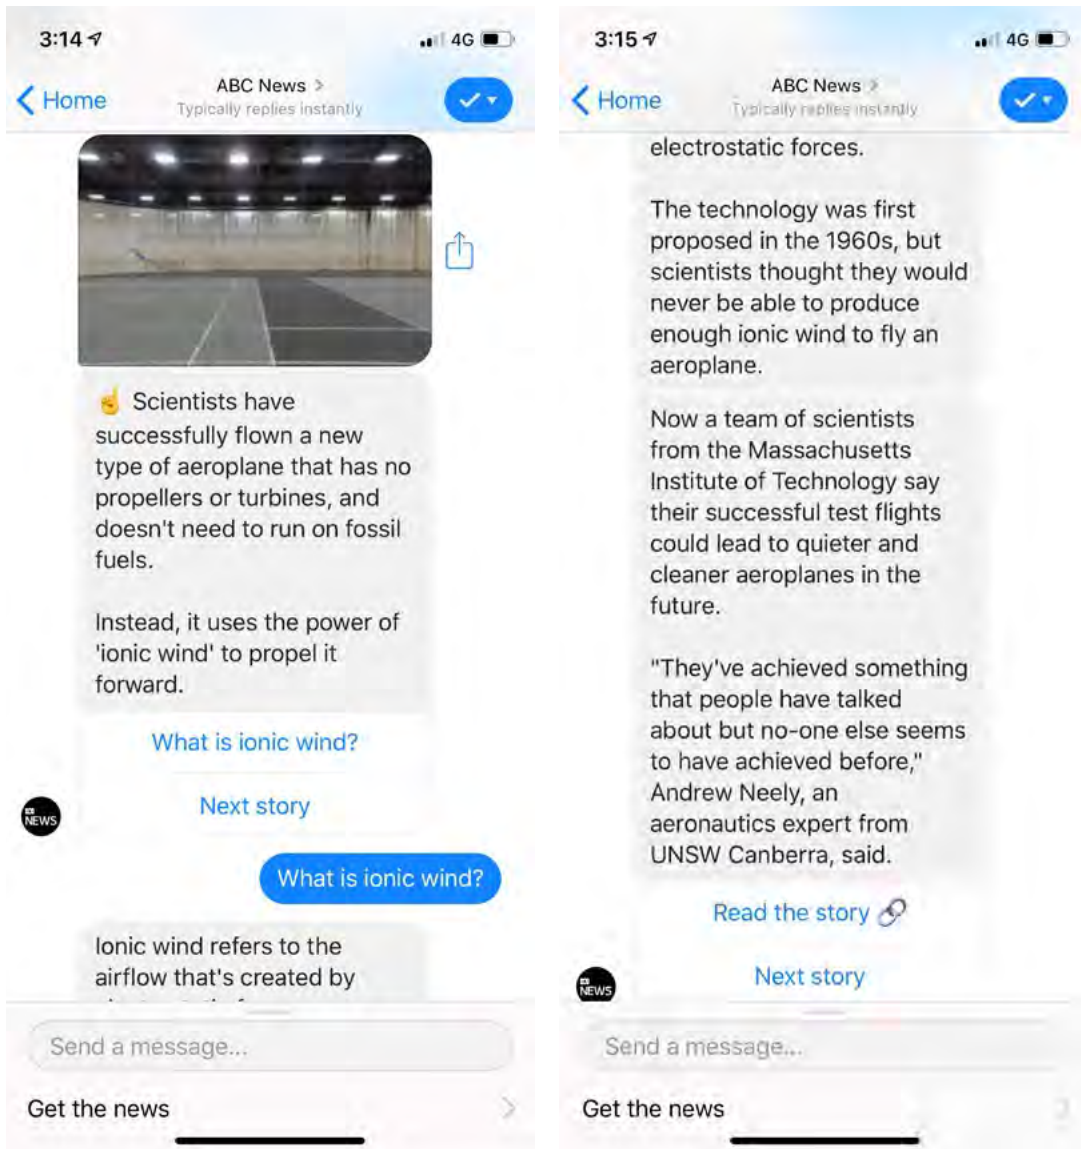 3:14
4G
Home
ABC News >
Typically replies instantly
☝ Scientists have
successfully flown a new
type of aeroplane that has no
propellers or turbines, and
doesn't need to run on fossil
fuels.
Instead, it uses the power of
'ionic wind' to propel it
forward.
What is ionic wind?
Next story
NEWS
What is ionic wind?
Ionic wind refers to the
airflow that's created by
Send a message...
Get the news
3:15
4G
Home
ABC News >
Typically replies instantly
electrostatic forces.
The technology was first
proposed in the 1960s, but
scientists thought they would
never be able to produce
enough ionic wind to fly an
aeroplane.
Now a team of scientists
from the Massachusetts
Institute of Technology say
their successful test flights
could lead to quieter and
cleaner aeroplanes in the
future.
"They've achieved something
that people have talked
about but no-one else seems
to have achieved before,"
Andrew Neely, an
aeronautics expert from
UNSW Canberra, said.
Read the story 🔗
Next story
NEWS
Send a message...
Get the news